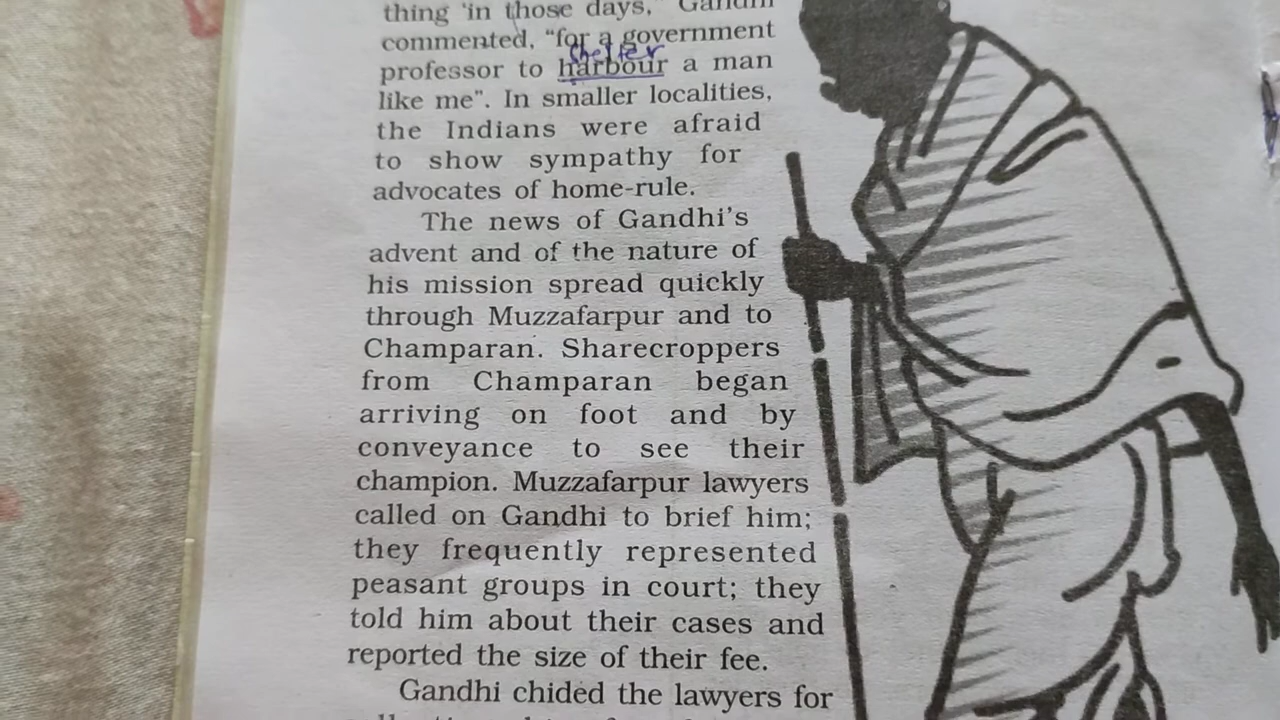 thing 'in those days," Gandhi
commented, "for a government
shelter
professor to harbour a man
like me". In smaller localities,
the Indians were afraid
to show sympathy for
advocates of home-rule.
The news of Gandhi's
advent and of the nature of
his mission spread quickly
through Muzzafarpur and to
Champaran. Sharecroppers
from Champaran began
arriving on foot and by
conveyance to see their
champion. Muzzafarpur lawyers
called on Gandhi to brief him;
they frequently represented
peasant groups in court; they
told him about their cases and
reported the size of their fee.
Gandhi chided the lawyers for